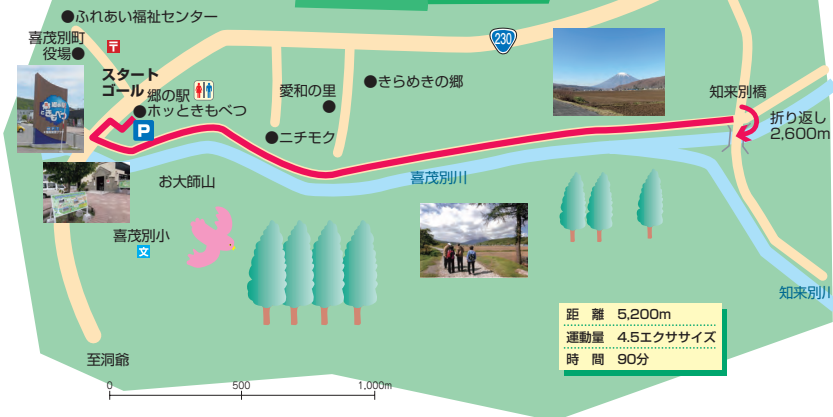 ふれあい福祉センター
喜茂別町
役場
〒
スタート
ゴール
郷の駅
ホッときもべつ
P
愛和の里
きらめきの郷
ニチモク
230
知来別橋
折り返し
2,600m
お大師山
喜茂別川
喜茂別小
文
知来別川
距離 5,200m
運動量 4.5エクササイズ
時間 90分
至洞爺
0 500 1,000m